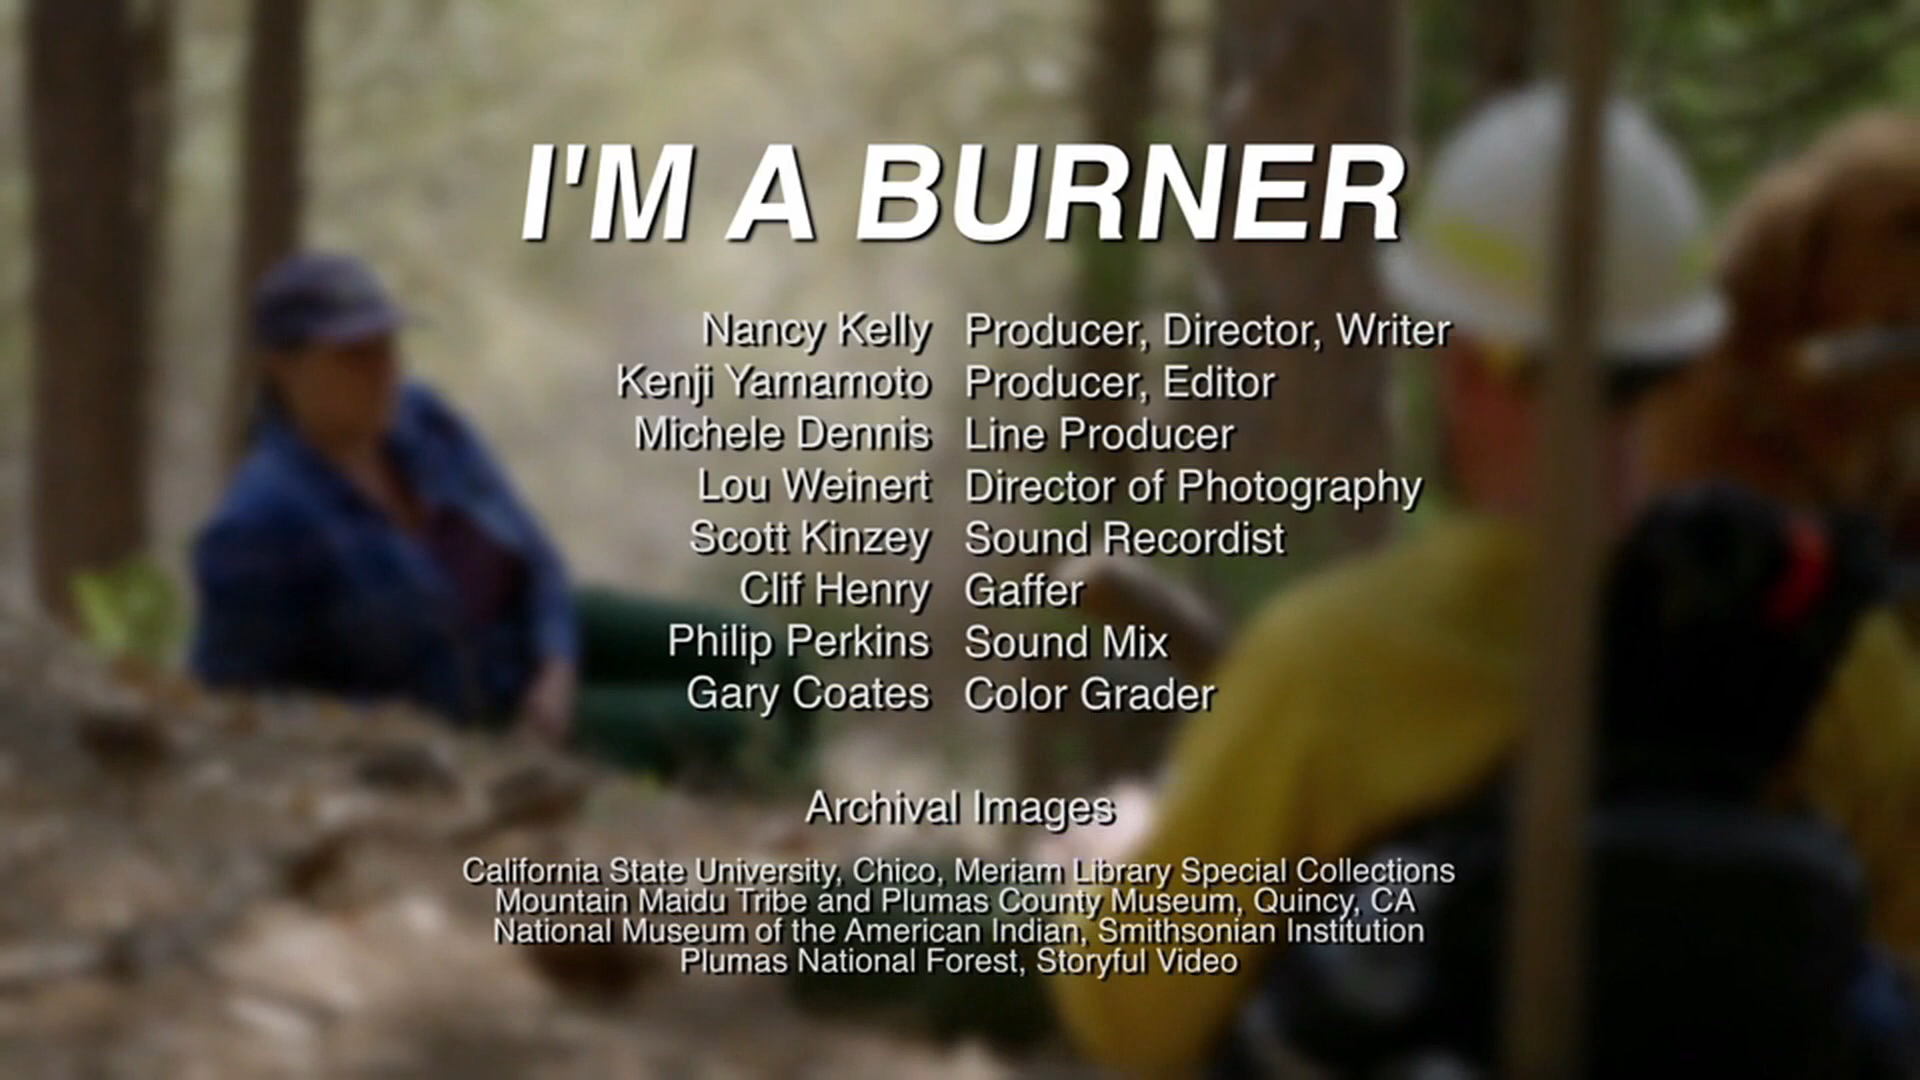 I'M A BURNER
Nancy Kelly Producer, Director, Writer
Kenji Yamamoto Producer, Editor
Michele Dennis Line Producer
Lou Weinert Director of Photography
Scott Kinzey Sound Recordist
Clif Henry Gaffer
Philip Perkins Sound Mix
Gary Coates Color Grader
Archival Images
California State University, Chico, Meriam Library Special Collections
Mountain Maidu Tribe and Plumas County Museum, Quincy, CA
National Museum of the American Indian, Smithsonian Institution
Plumas National Forest, Storyful Video